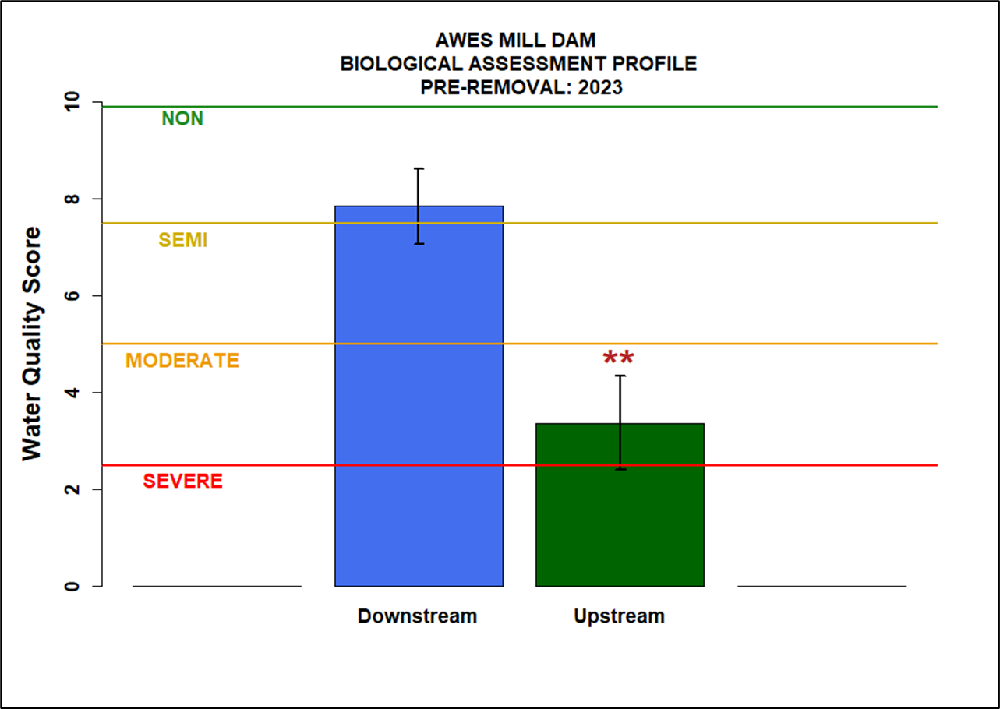 AWES MILL DAM
BIOLOGICAL ASSESSMENT PROFILE
PRE-REMOVAL: 2023
Water Quality Score
10
8
6
4
2
0
NON
SEMI
MODERATE
**
SEVERE
Downstream
Upstream